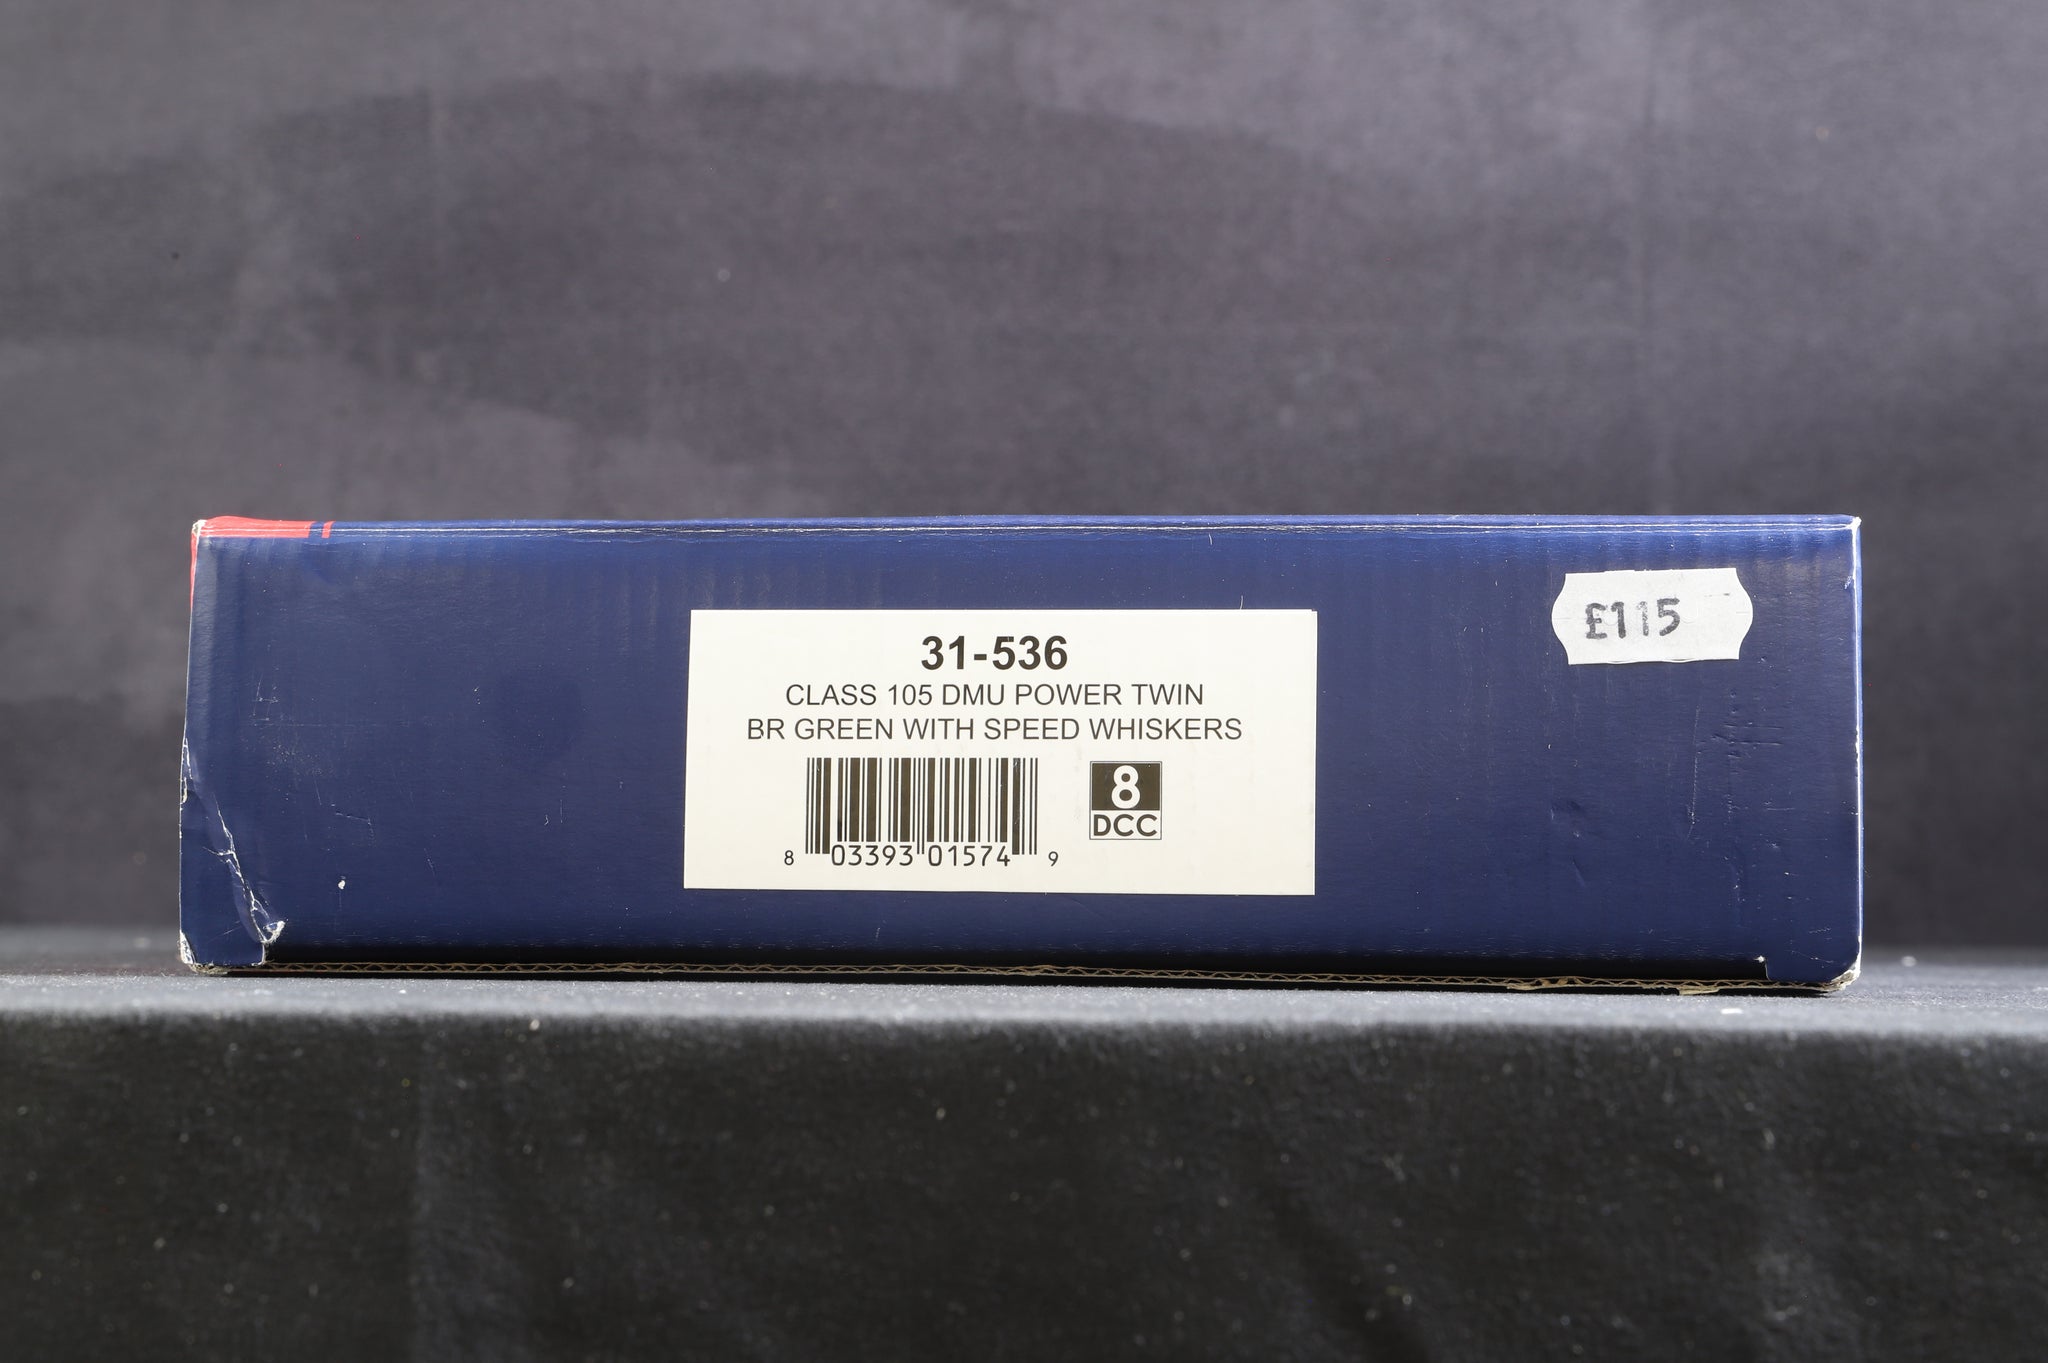 31-536
CLASS 105 DMU POWER TWIN
BR GREEN WITH SPEED WHISKERS
8
DCC
8 03393 01574 9
£115